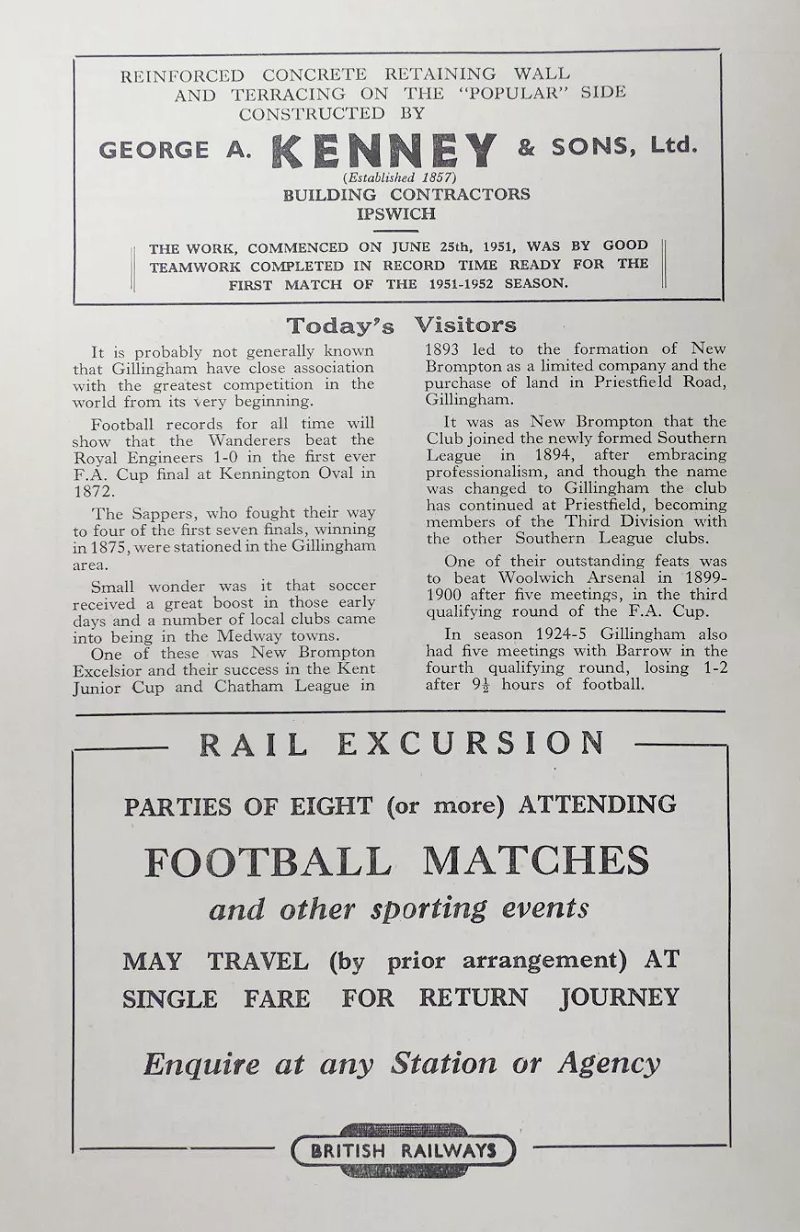 REINFORCED CONCRETE RETAINING WALL
AND TERRACING ON THE "POPULAR" SIDE
CONSTRUCTED BY
GEORGE A. KENNEY & SONS, Ltd.
(Established 1857)
BUILDING CONTRACTORS
IPSWICH
THE WORK, COMMENCED ON JUNE 25th, 1951, WAS BY GOOD
TEAMWORK COMPLETED IN RECORD TIME READY FOR THE
FIRST MATCH OF THE 1951-1952 SEASON.
Today's Visitors
It is probably not generally known
that Gillingham have close association
with the greatest competition in the
world from its very beginning.
Football records for all time will
show that the Wanderers beat the
Royal Engineers 1-0 in the first ever
F.A. Cup final at Kennington Oval in
1872.
The Sappers, who fought their way
to four of the first seven finals, winning
in 1875, were stationed in the Gillingham
area.
Small wonder was it that soccer
received a great boost in those early
days and a number of local clubs came
into being in the Medway towns.
One of these was New Brompton
Excelsior and their success in the Kent
Junior Cup and Chatham League in
1893 led to the formation of New
Brompton as a limited company and the
purchase of land in Priestfield Road,
Gillingham.
It was as New Brompton that the
Club joined the newly formed Southern
League in 1894, after embracing
professionalism, and though the name
was changed to Gillingham the club
has continued at Priestfield, becoming
members of the Third Division with
the other Southern League clubs.
One of their outstanding feats was
to beat Woolwich Arsenal in 1899-
1900 after five meetings, in the third
qualifying round of the F.A. Cup.
In season 1924-5 Gillingham also
had five meetings with Barrow in the
fourth qualifying round, losing 1-2
after 9½ hours of football.
RAIL EXCURSION
PARTIES OF EIGHT (or more) ATTENDING
FOOTBALL MATCHES
and other sporting events
MAY TRAVEL (by prior arrangement) AT
SINGLE FARE FOR RETURN JOURNEY
Enquire at any Station or Agency
BRITISH RAILWAYS